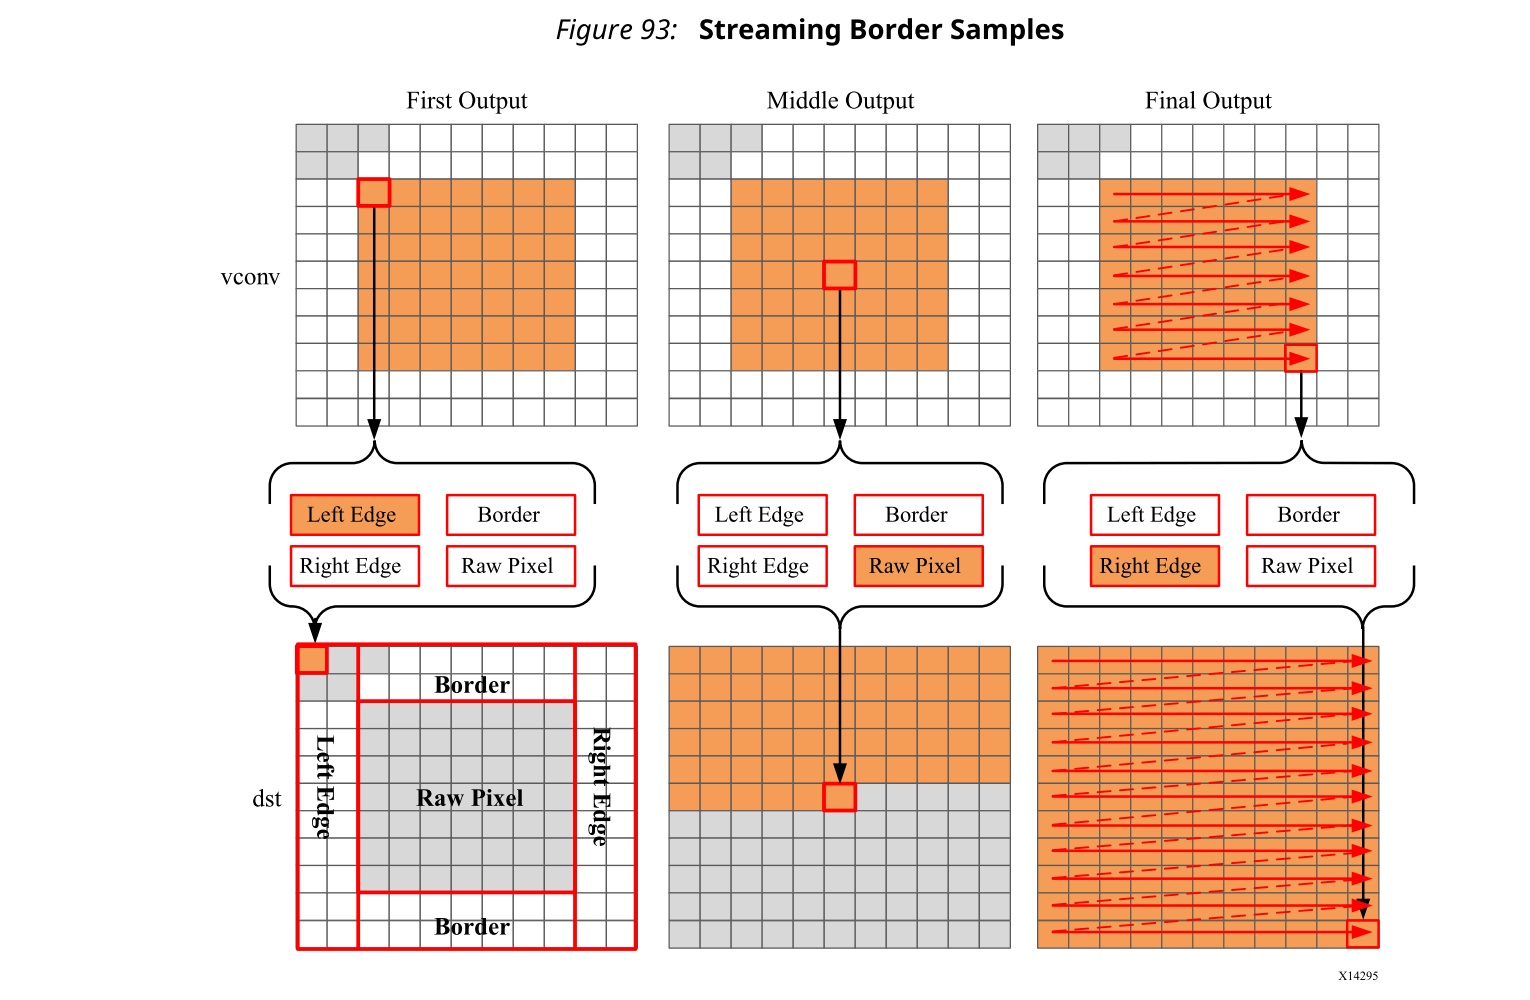 Figure 93: Streaming Border Samples
First Output
Middle Output
Final Output
vconv
Left Edge
Border
Right Edge
Raw Pixel
Left Edge
Border
Right Edge
Raw Pixel
Left Edge
Border
Right Edge
Raw Pixel
dst
Border
Left Edge
Raw Pixel
Right Edge
Border
X14295